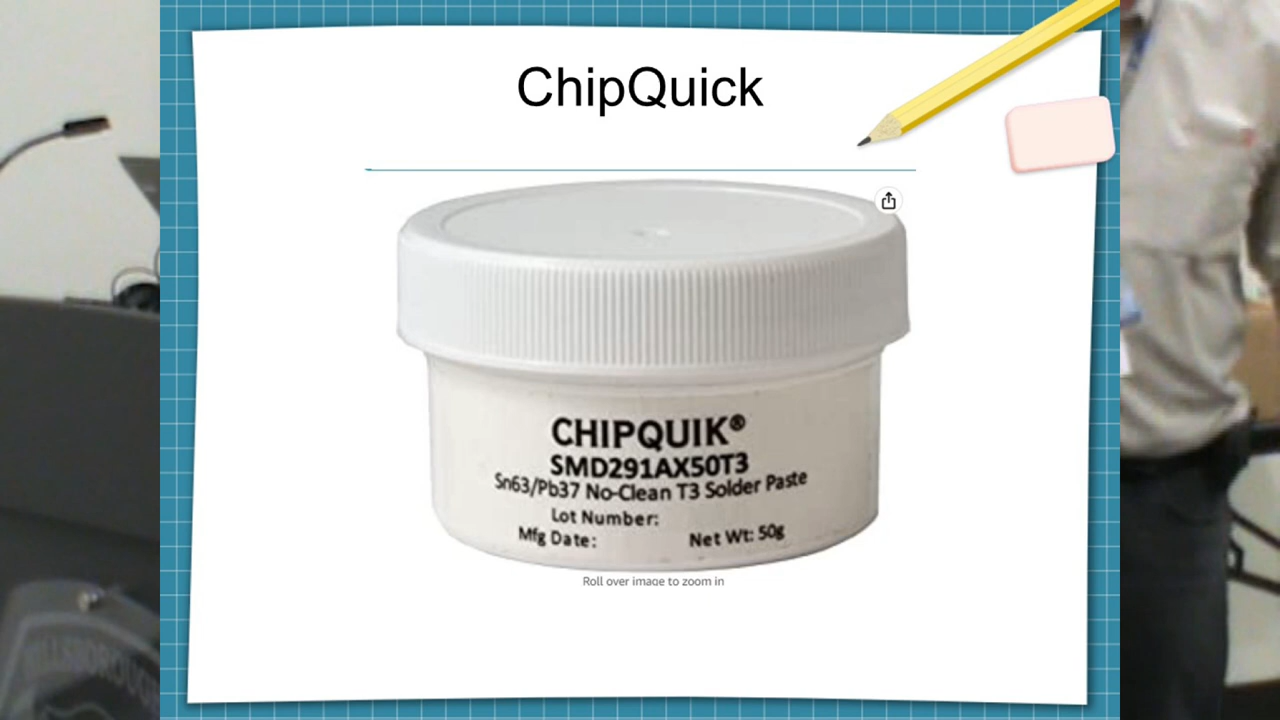 ChipQuick
CHIPQUIK®
SMD291AX50T3
Sn63/Pb37 No-Clean T3 Solder Paste
Lot Number:
Mfg Date: Net Wt: 50g
Roll over image to zoom in